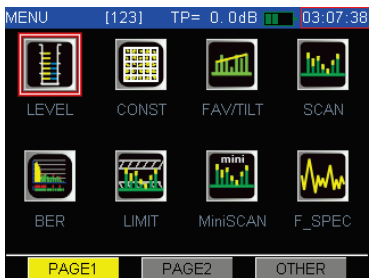 MENU [123] TP= 0. 0dB 03:07:38
LEVEL CONST FAV/TILT SCAN
mini
BER LIMIT MiniSCAN F_SPEC
PAGE1 PAGE2 OTHER